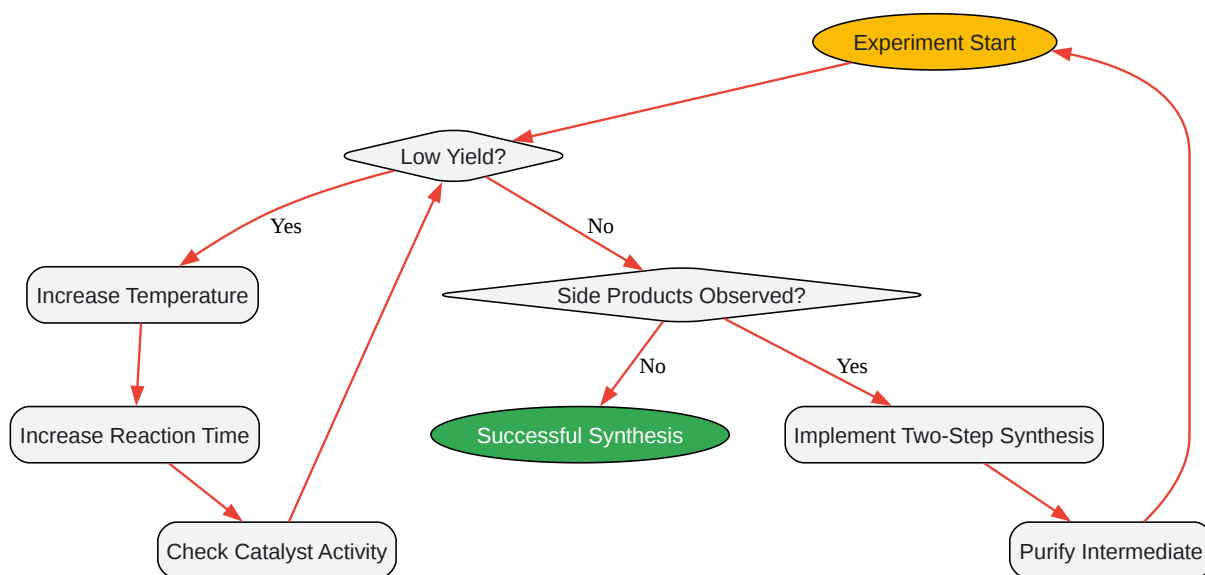 Experiment Start
Low Yield?
Yes
No
Increase Temperature
Side Products Observed?
No
Yes
Increase Reaction Time
Successful Synthesis
Implement Two-Step Synthesis
Check Catalyst Activity
Purify Intermediate